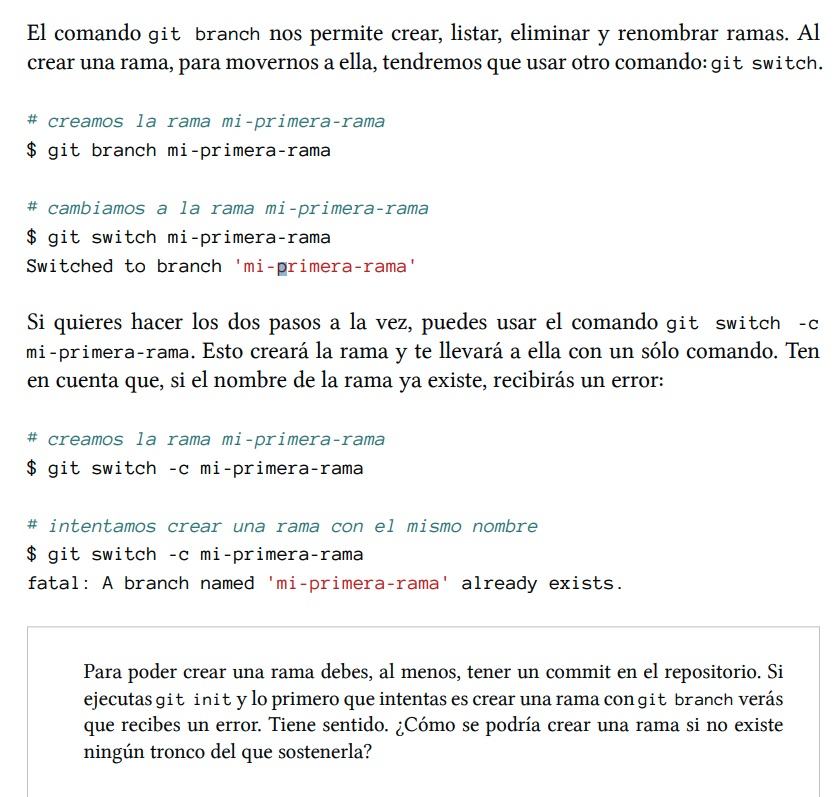 El comando git branch nos permite crear, listar, eliminar y renombrar ramas. Al
crear una rama, para movernos a ella, tendremos que usar otro comando: git switch.
# creamos la rama mi-primera-rama
$ git branch mi-primera-rama
# cambiamos a la rama mi-primera-rama
$ git switch mi-primera-rama
Switched to branch 'mi-primera-rama'
Si quieres hacer los dos pasos a la vez, puedes usar el comando git switch -c
mi-primera-rama. Esto creará la rama y te llevará a ella con un sólo comando. Ten
en cuenta que, si el nombre de la rama ya existe, recibirás un error:
# creamos la rama mi-primera-rama
$ git switch -c mi-primera-rama
# intentamos crear una rama con el mismo nombre
$ git switch -c mi-primera-rama
fatal: A branch named 'mi-primera-rama' already exists.
Para poder crear una rama debes, al menos, tener un commit en el repositorio. Si
ejecutas git init y lo primero que intentas es crear una rama con git branch verás
que recibes un error. Tiene sentido. ¿Cómo se podría crear una rama si no existe
ningún tronco del que sostenerla?